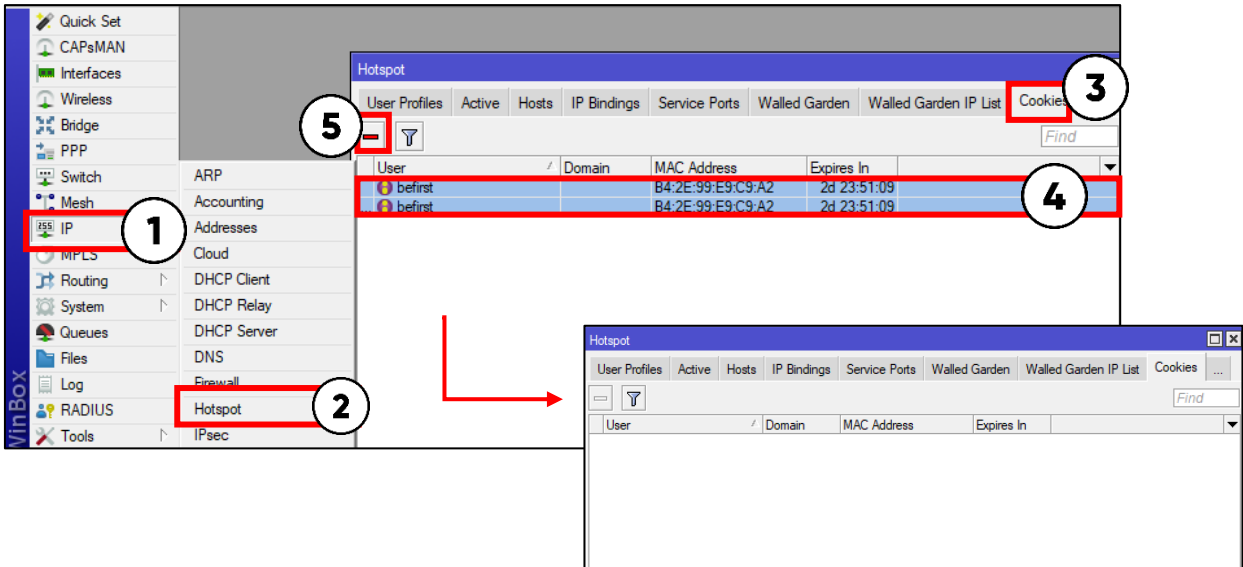 Quick Set
CAPsMAN
Interfaces
Wireless
Bridge
PPP
Switch
Mesh
IP
MPLS
Routing
System
Queues
Files
Log
RADIUS
Tools
WinBox
1
ARP
Accounting
Addresses
Cloud
DHCP Client
DHCP Relay
DHCP Server
DNS
Firewall
Hotspot
IPsec
2
Hotspot
User Profiles Active Hosts IP Bindings Service Ports Walled Garden Walled Garden IP List Cookies
3
5
Find
User Domain MAC Address Expires In
befirst B4:2E:99:E9:C9:A2 2d 23:51:09
... befirst B4:2E:99:E9:C9:A2 2d 23:51:09
4
Hotspot
User Profiles Active Hosts IP Bindings Service Ports Walled Garden Walled Garden IP List Cookies ...
Find
User Domain MAC Address Expires In